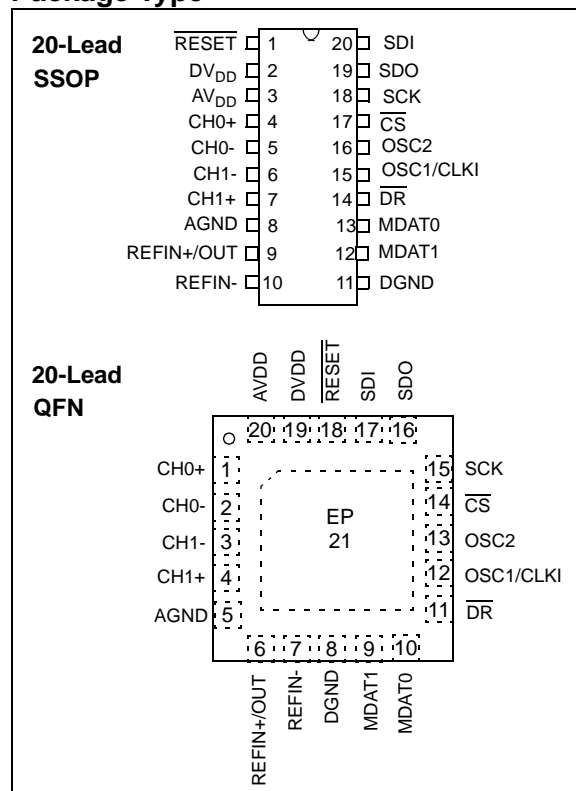 Package Type
20-Lead
SSOP
RESET 1 20 SDI
DVDD 2 19 SDO
AVDD 3 18 SCK
CH0+ 4 17 CS
CH0- 5 16 OSC2
CH1- 6 15 OSC1/CLKI
CH1+ 7 14 DR
AGND 8 13 MDAT0
REFIN+/OUT 9 12 MDAT1
REFIN- 10 11 DGND
20-Lead
QFN
AVDD DVDD RESET SDI SDO
20 19 18 17 16
CH0+ 1 15 SCK
CH0- 2 14 CS
EP
21
CH1- 3 13 OSC2
CH1+ 4 12 OSC1/CLKI
AGND 5 11 DR
6 7 8 9 10
REFIN+/OUT REFIN- DGND MDAT1 MDAT0